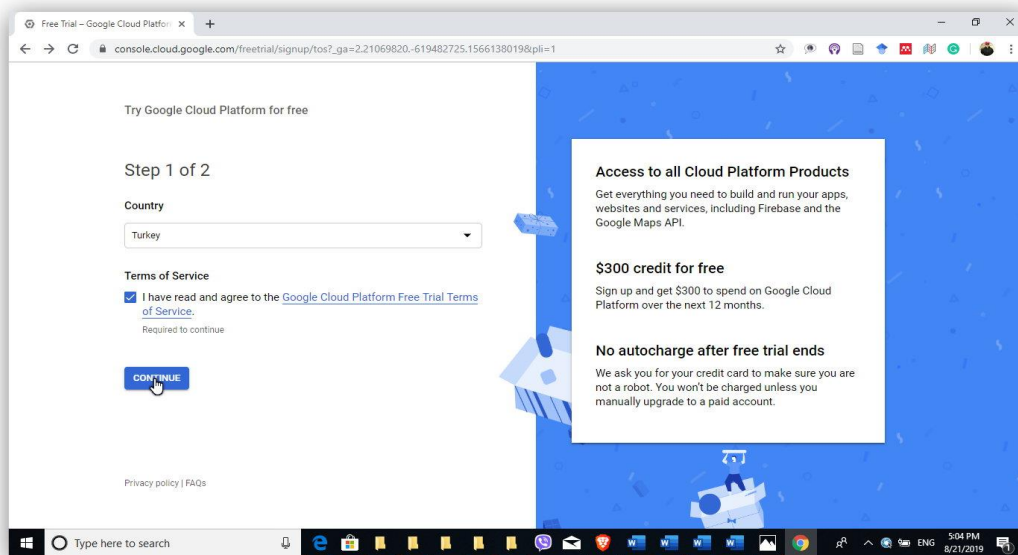 Free Trial – Google Cloud Platfor
console.cloud.google.com/freetrial/signup/tos?_ga=2.21069820.-619482725.1566138019&pli=1
Try Google Cloud Platform for free
Step 1 of 2
Country
Turkey
Terms of Service
I have read and agree to the Google Cloud Platform Free Trial Terms
of Service.
Required to continue
CONTINUE
Privacy policy | FAQs
Access to all Cloud Platform Products
Get everything you need to build and run your apps,
websites and services, including Firebase and the
Google Maps API.
$300 credit for free
Sign up and get $300 to spend on Google Cloud
Platform over the next 12 months.
No autocharge after free trial ends
We ask you for your credit card to make sure you are
not a robot. You won't be charged unless you
manually upgrade to a paid account.
Type here to search
ENG
5:04 PM
8/21/2019